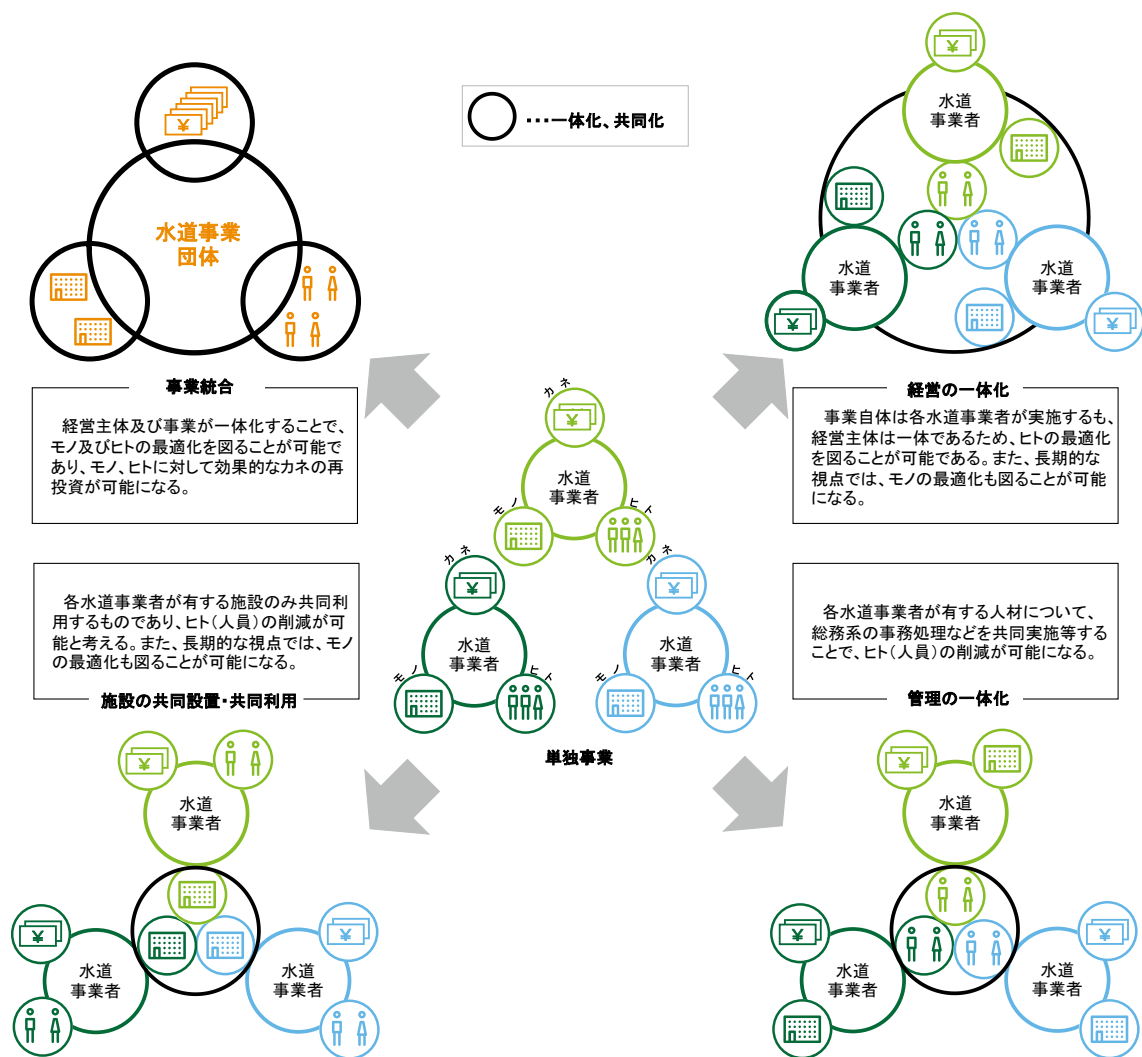 ¥
・・・一体化、共同化
¥
水道
事業者
水道事業
団体
水道
事業者
水道
事業者
¥
¥
事業統合
経営主体及び事業が一体化することで、
モノ及びヒトの最適化を図ることが可能で
あり、モノ、ヒトに対して効果的なカネの再
投資が可能になる。
経営の一体化
事業自体は各水道事業者が実施するも、
経営主体は一体であるため、ヒトの最適化
を図ることが可能である。また、長期的な
視点では、モノの最適化も図ることが可能
になる。
カネ
¥
水道
事業者
モノ
ヒト
カネ
¥
水道
事業者
モノ
ヒト
カネ
¥
水道
事業者
モノ
ヒト
単独事業
各水道事業者が有する施設のみ共同利
用するものであり、ヒト（人員）の削減が可
能と考える。また、長期的な視点では、モノ
の最適化も図ることが可能になる。
施設の共同設置・共同利用
各水道事業者が有する人材について、
総務系の事務処理などを共同実施等する
ことで、ヒト（人員）の削減が可能になる。
管理の一体化
¥
水道
事業者
¥
水道
事業者
¥
水道
事業者
¥
水道
事業者
¥
水道
事業者
¥
水道
事業者